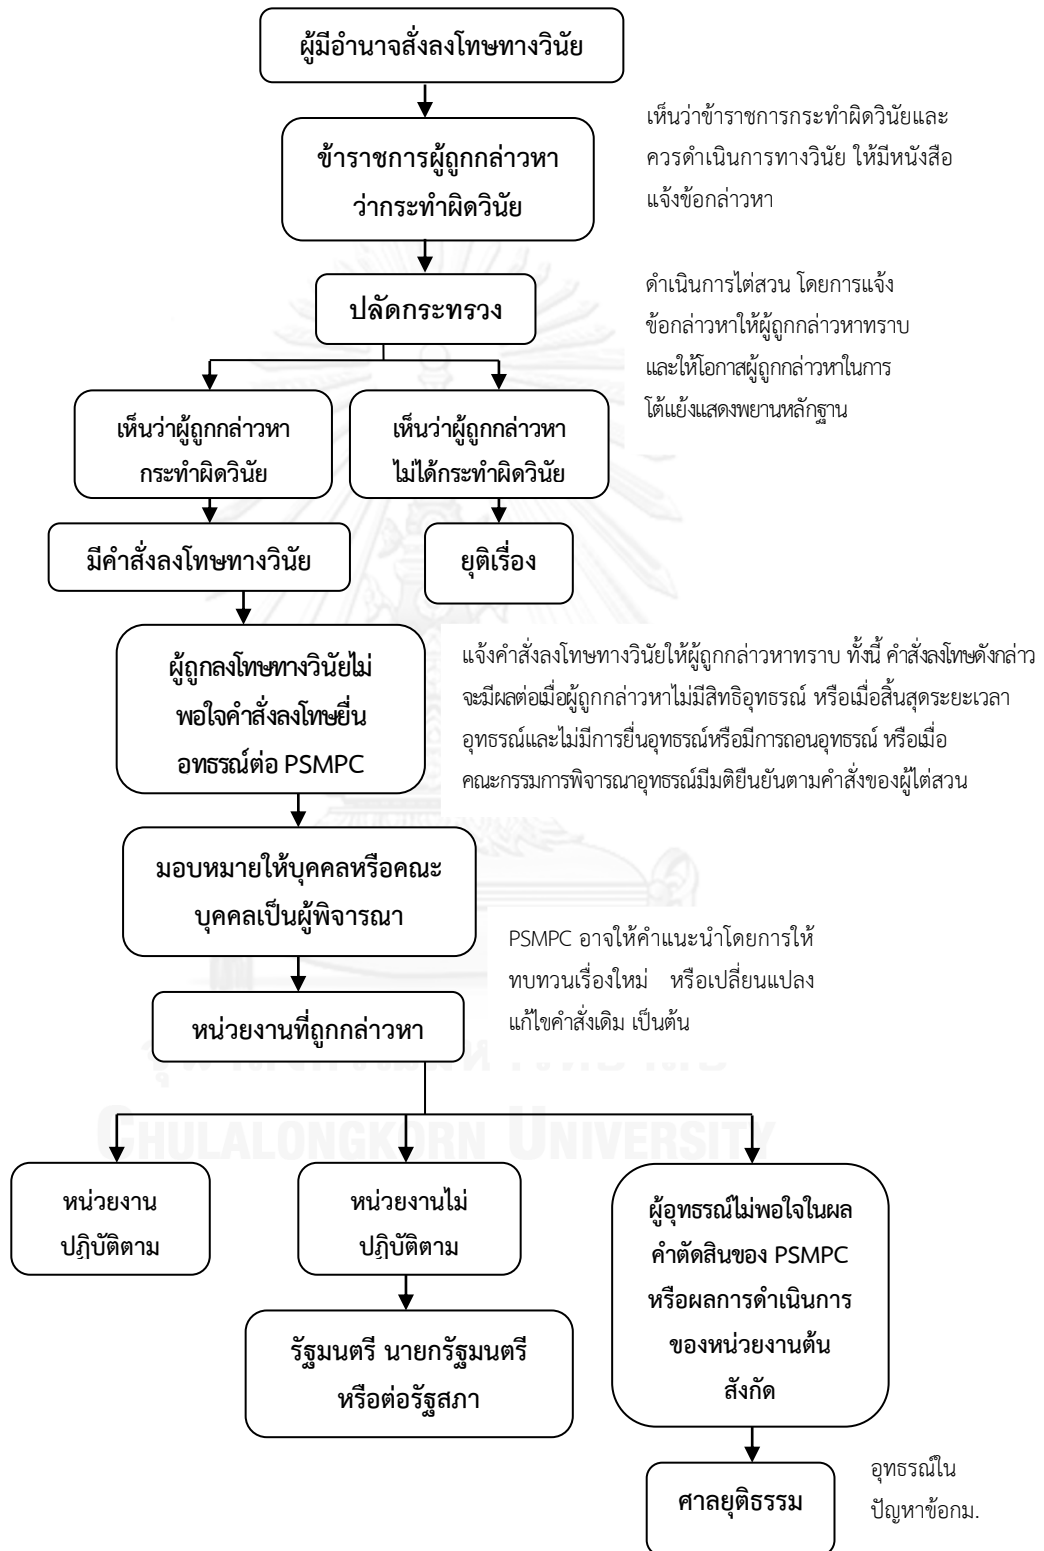 ผู้มีอำนาจสั่งลงโทษทางวินัย
ข้าราชการผู้ถูกกล่าวหา
ว่ากระทำผิดวินัย
เห็นว่าข้าราชการกระทำผิดวินัยและ
ควรดำเนินการทางวินัย ให้มีหนังสือ
แจ้งข้อกล่าวหา
ปลัดกระทรวง
ดำเนินการไต่สวน โดยการแจ้ง
ข้อกล่าวหาให้ผู้ถูกกล่าวหาทราบ
และให้โอกาสผู้ถูกกล่าวหาในการ
โต้แย้งแสดงพยานหลักฐาน
เห็นว่าผู้ถูกกล่าวหา
กระทำผิดวินัย
เห็นว่าผู้ถูกกล่าวหา
ไม่ได้กระทำผิดวินัย
มีคำสั่งลงโทษทางวินัย
ยุติเรื่อง
ผู้ถูกลงโทษทางวินัยไม่
พอใจคำสั่งลงโทษยื่น
อทธรณ์ต่อ PSMPC
แจ้งคำสั่งลงโทษทางวินัยให้ผู้ถูกกล่าวหาทราบ ทั้งนี้ คำสั่งลงโทษดังกล่าว
จะมีผลต่อเมื่อผู้ถูกกล่าวหาไม่มีสิทธิอุทธรณ์ หรือเมื่อสิ้นสุดระยะเวลา
อุทธรณ์และไม่มีการยื่นอุทธรณ์หรือมีการถอนอุทธรณ์ หรือเมื่อ
คณะกรรมการพิจารณาอุทธรณ์มีมติยืนยันตามคำสั่งของผู้ไต่สวน
มอบหมายให้บุคคลหรือคณะ
บุคคลเป็นผู้พิจารณา
PSMPC อาจให้คำแนะนำโดยการให้
ทบทวนเรื่องใหม่ หรือเปลี่ยนแปลง
แก้ไขคำสั่งเดิม เป็นต้น
หน่วยงานที่ถูกกล่าวหา
CHULALONGKORN UNIVERSITY
หน่วยงาน
ปฏิบัติตาม
หน่วยงานไม่
ปฏิบัติตาม
ผู้อุทธรณ์ไม่พอใจในผล
คำตัดสินของ PSMPC
หรือผลการดำเนินการ
ของหน่วยงานต้น
สังกัด
รัฐมนตรี นายกรัฐมนตรี
หรือต่อรัฐสภา
ศาลยุติธรรม
อุทธรณ์ใน
ปัญหาข้อกม.